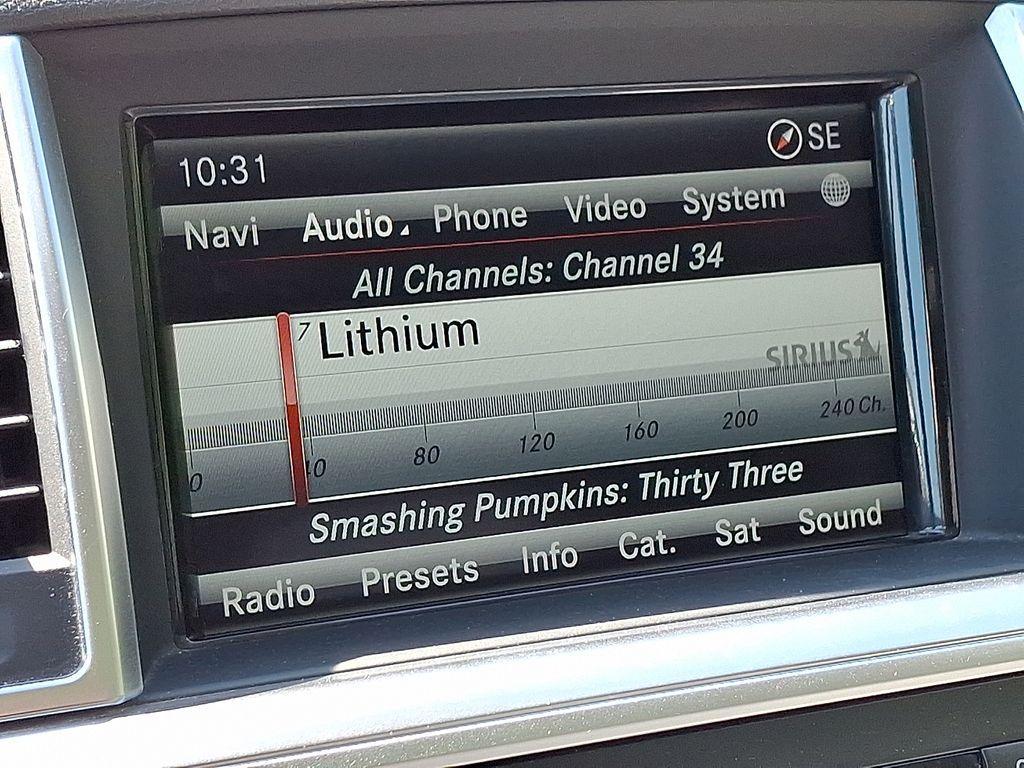 10:31 SE
Navi Audio Phone Video System
All Channels: Channel 34
7 Lithium
SIRIUS
0 40 80 120 160 200 240 Ch.
Smashing Pumpkins: Thirty Three
Radio Presets Info Cat. Sat Sound